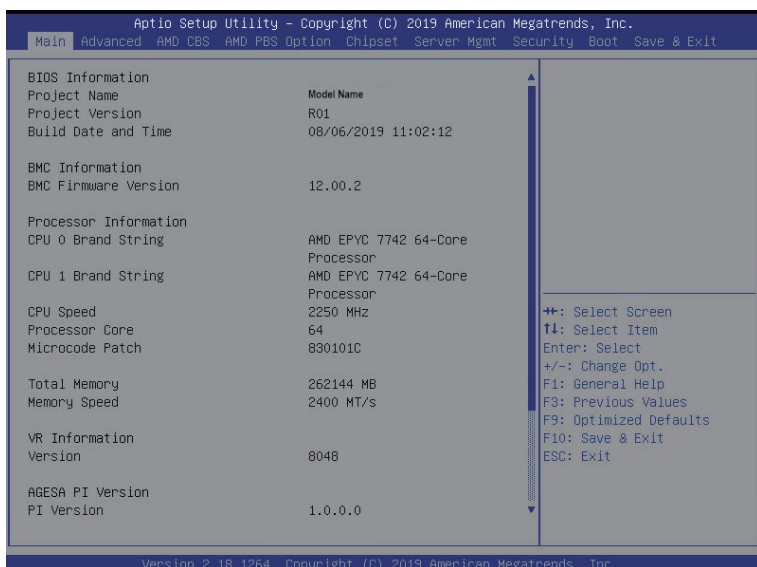 Aptio Setup Utility – Copyright (C) 2019 American Megatrends, Inc.
Main Advanced AMD CBS AMD PBS Option Chipset Server Mgmt Security Boot Save & Exit
BIOS Information
Project Name Model Name
Project Version R01
Build Date and Time 08/06/2019 11:02:12
BMC Information
BMC Firmware Version 12.00.2
Processor Information
CPU 0 Brand String AMD EPYC 7742 64-Core
Processor
CPU 1 Brand String AMD EPYC 7742 64-Core
Processor
CPU Speed 2250 MHz
Processor Core 64
Microcode Patch 830101C
Total Memory 262144 MB
Memory Speed 2400 MT/s
VR Information
Version 8048
AGESA PI Version
PI Version 1.0.0.0
→←: Select Screen
↑↓: Select Item
Enter: Select
+/-: Change Opt.
F1: General Help
F3: Previous Values
F9: Optimized Defaults
F10: Save & Exit
ESC: Exit
Version 2.18.1264. Copyright (C) 2019 American Megatrends, Inc.